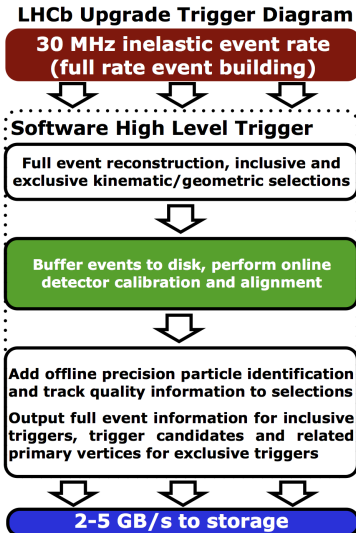 LHCb Upgrade Trigger Diagram
30 MHz inelastic event rate
(full rate event building)
Software High Level Trigger
Full event reconstruction, inclusive and
exclusive kinematic/geometric selections
Buffer events to disk, perform online
detector calibration and alignment
Add offline precision particle identification
and track quality information to selections
Output full event information for inclusive
triggers, trigger candidates and related
primary vertices for exclusive triggers
2-5 GB/s to storage